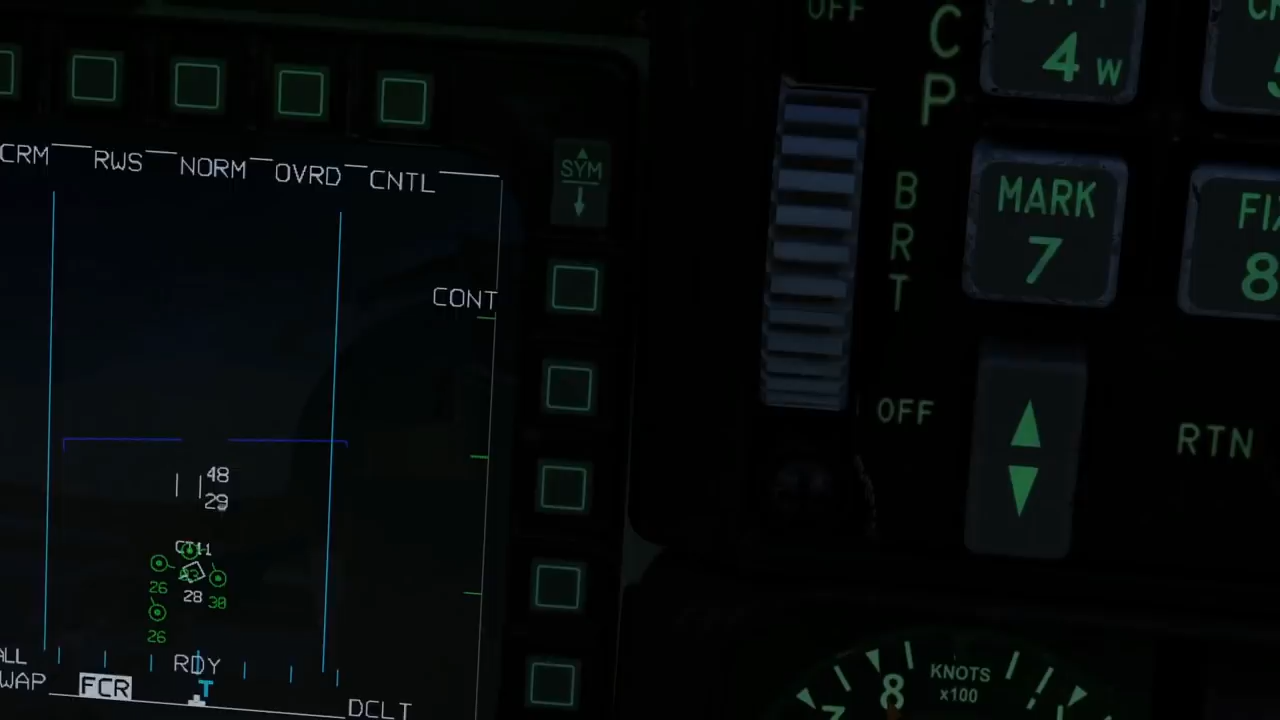 OFF
C
P
4 W
SYM
CRM RWS NORM OVRD CNTL
B
R
T
MARK
7
8
CONT
OFF
RTN
48
29
26
28
30
26
RDY
FCR
T
DCLT
KNOTS
x100
8